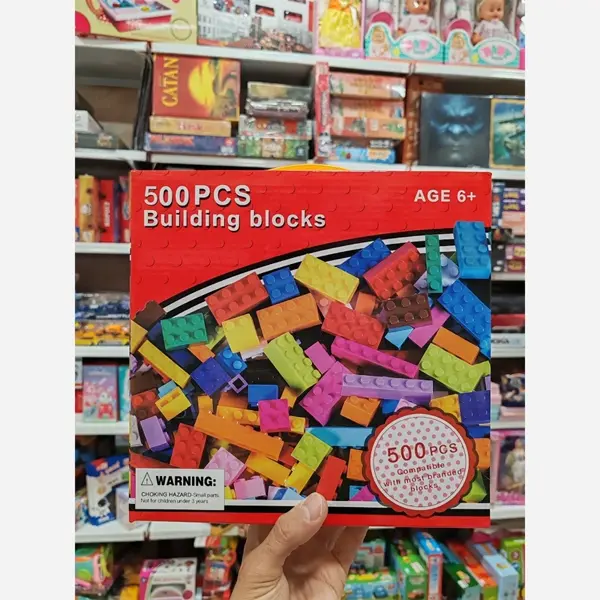 CATAN
500PCS
Building blocks
AGE 6+
500 PCS
Compatible
with most branded
blocks
WARNING:
CHOKING HAZARD-Small parts.
Not for children under 3 years